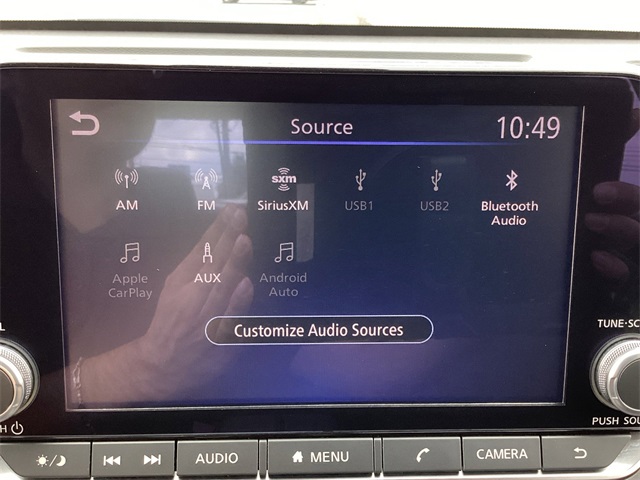 Source
10:49
AM
FM
sxm
SiriusXM
USB1
USB2
Bluetooth
Audio
Apple
CarPlay
AUX
Android
Auto
Customize Audio Sources
TUNE·SC
PUSH SOU
AUDIO
MENU
CAMERA